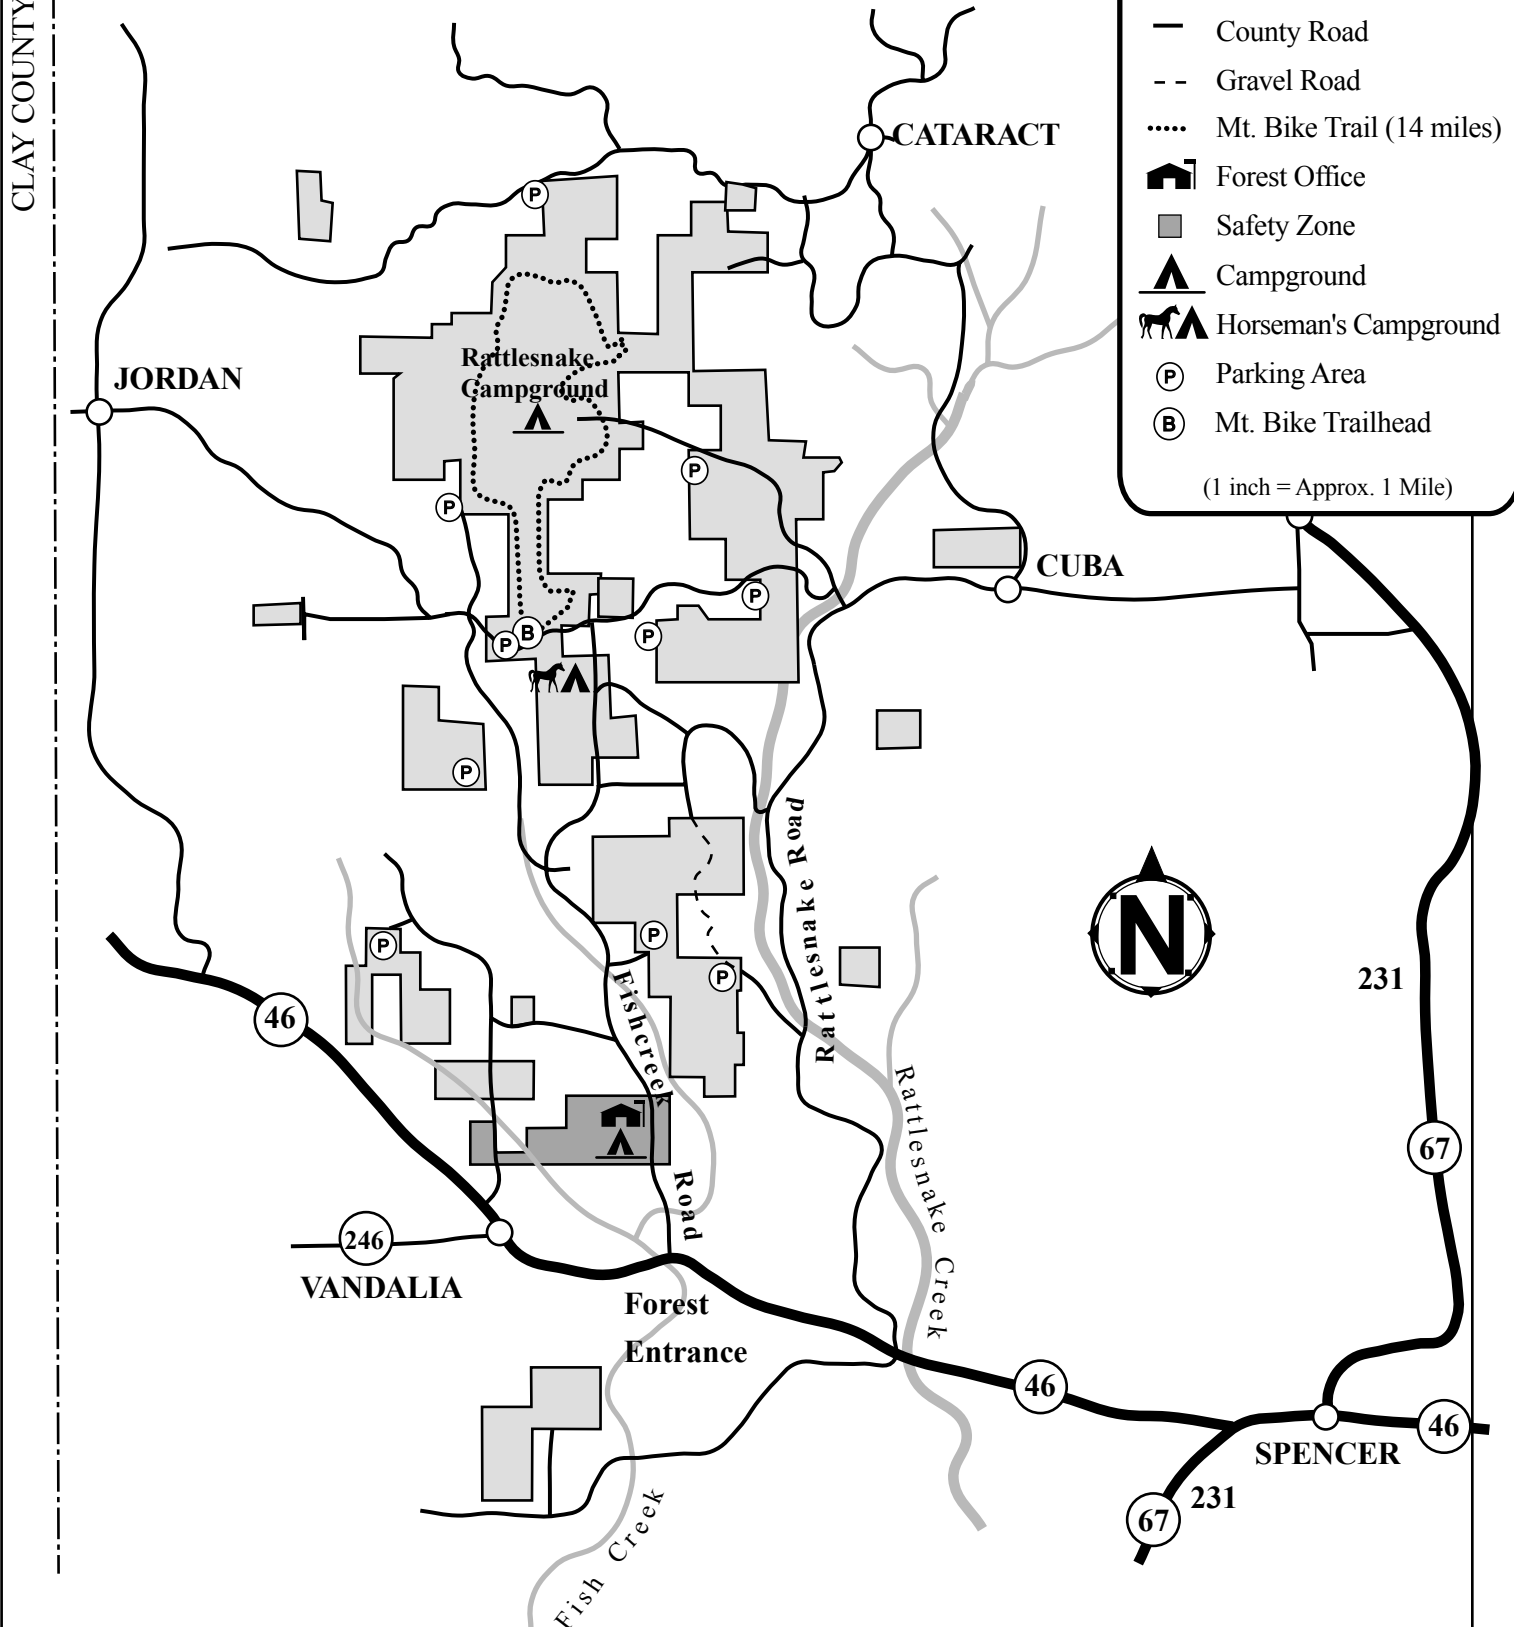 CLAY COUNTY
County Road
Gravel Road
Mt. Bike Trail (14 miles)
Forest Office
Safety Zone
Campground
Horseman's Campground
P Parking Area
B Mt. Bike Trailhead
(1 inch = Approx. 1 Mile)
CATARACT
P
Rattlesnake
Campground
JORDAN
P
P
CUBA
P
B
P
P
P
Rattlesnake Road
P
P
P
N
231
46
Fishcreek
Road
Rattlesnake Creek
67
246
VANDALIA
Forest
Entrance
46
46
SPENCER
231
67
Fish Creek